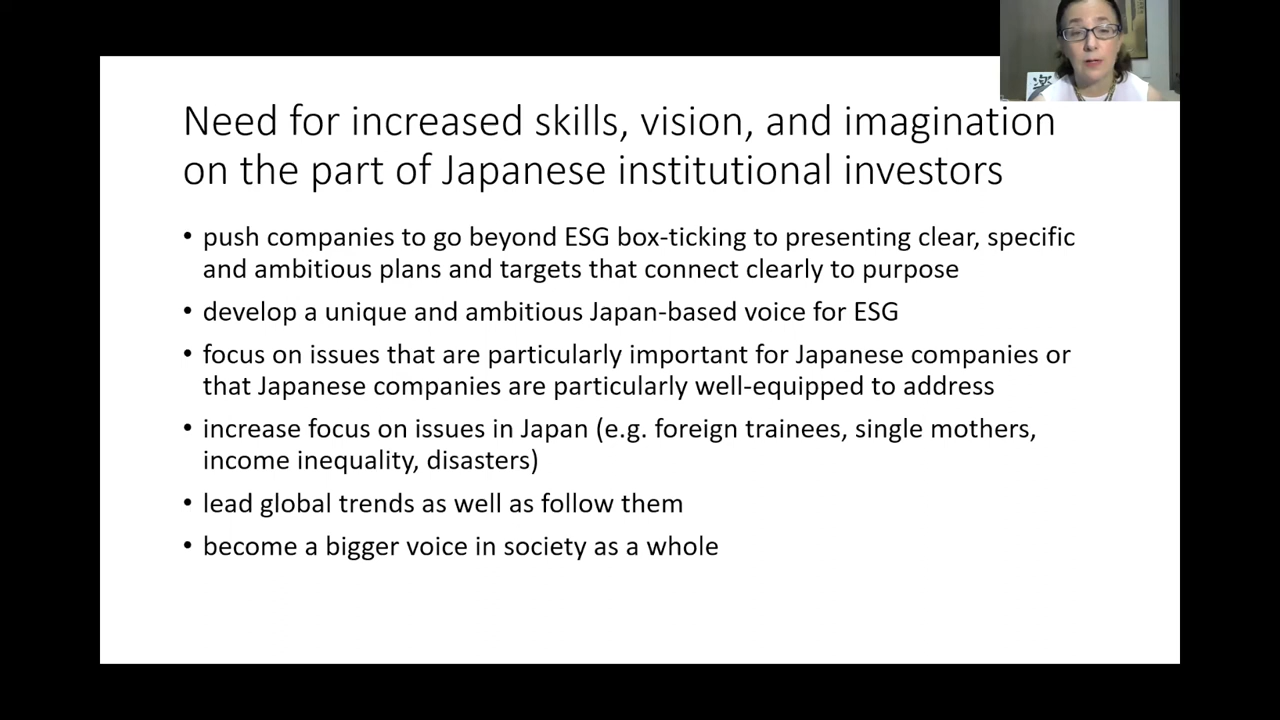 Need for increased skills, vision, and imagination
on the part of Japanese institutional investors
• push companies to go beyond ESG box-ticking to presenting clear, specific
and ambitious plans and targets that connect clearly to purpose
• develop a unique and ambitious Japan-based voice for ESG
• focus on issues that are particularly important for Japanese companies or
that Japanese companies are particularly well-equipped to address
• increase focus on issues in Japan (e.g. foreign trainees, single mothers,
income inequality, disasters)
• lead global trends as well as follow them
• become a bigger voice in society as a whole